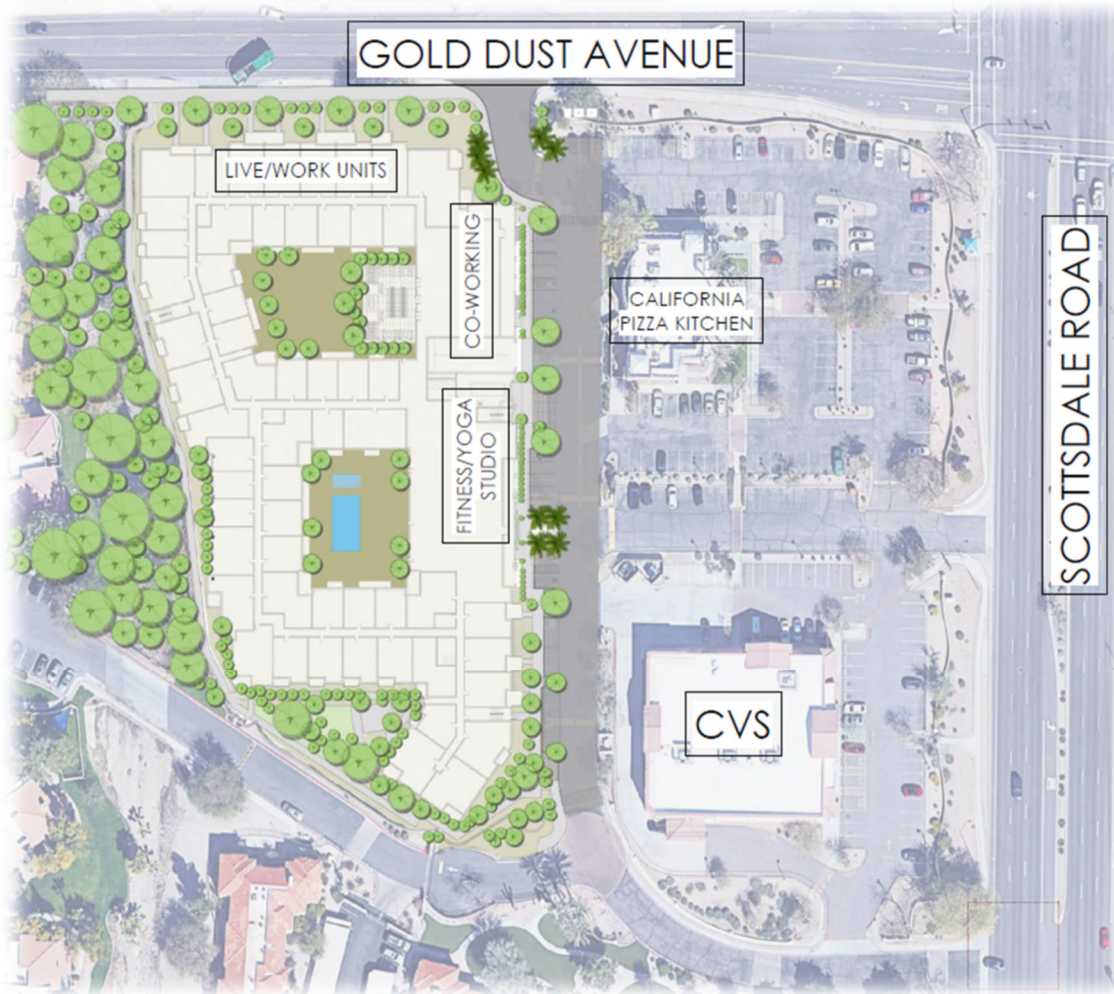 GOLD DUST AVENUE
LIVE/WORK UNITS
CO-WORKING
CALIFORNIA
PIZZA KITCHEN
SCOTTSDALE ROAD
FITNESS/YOGA
STUDIO
CVS